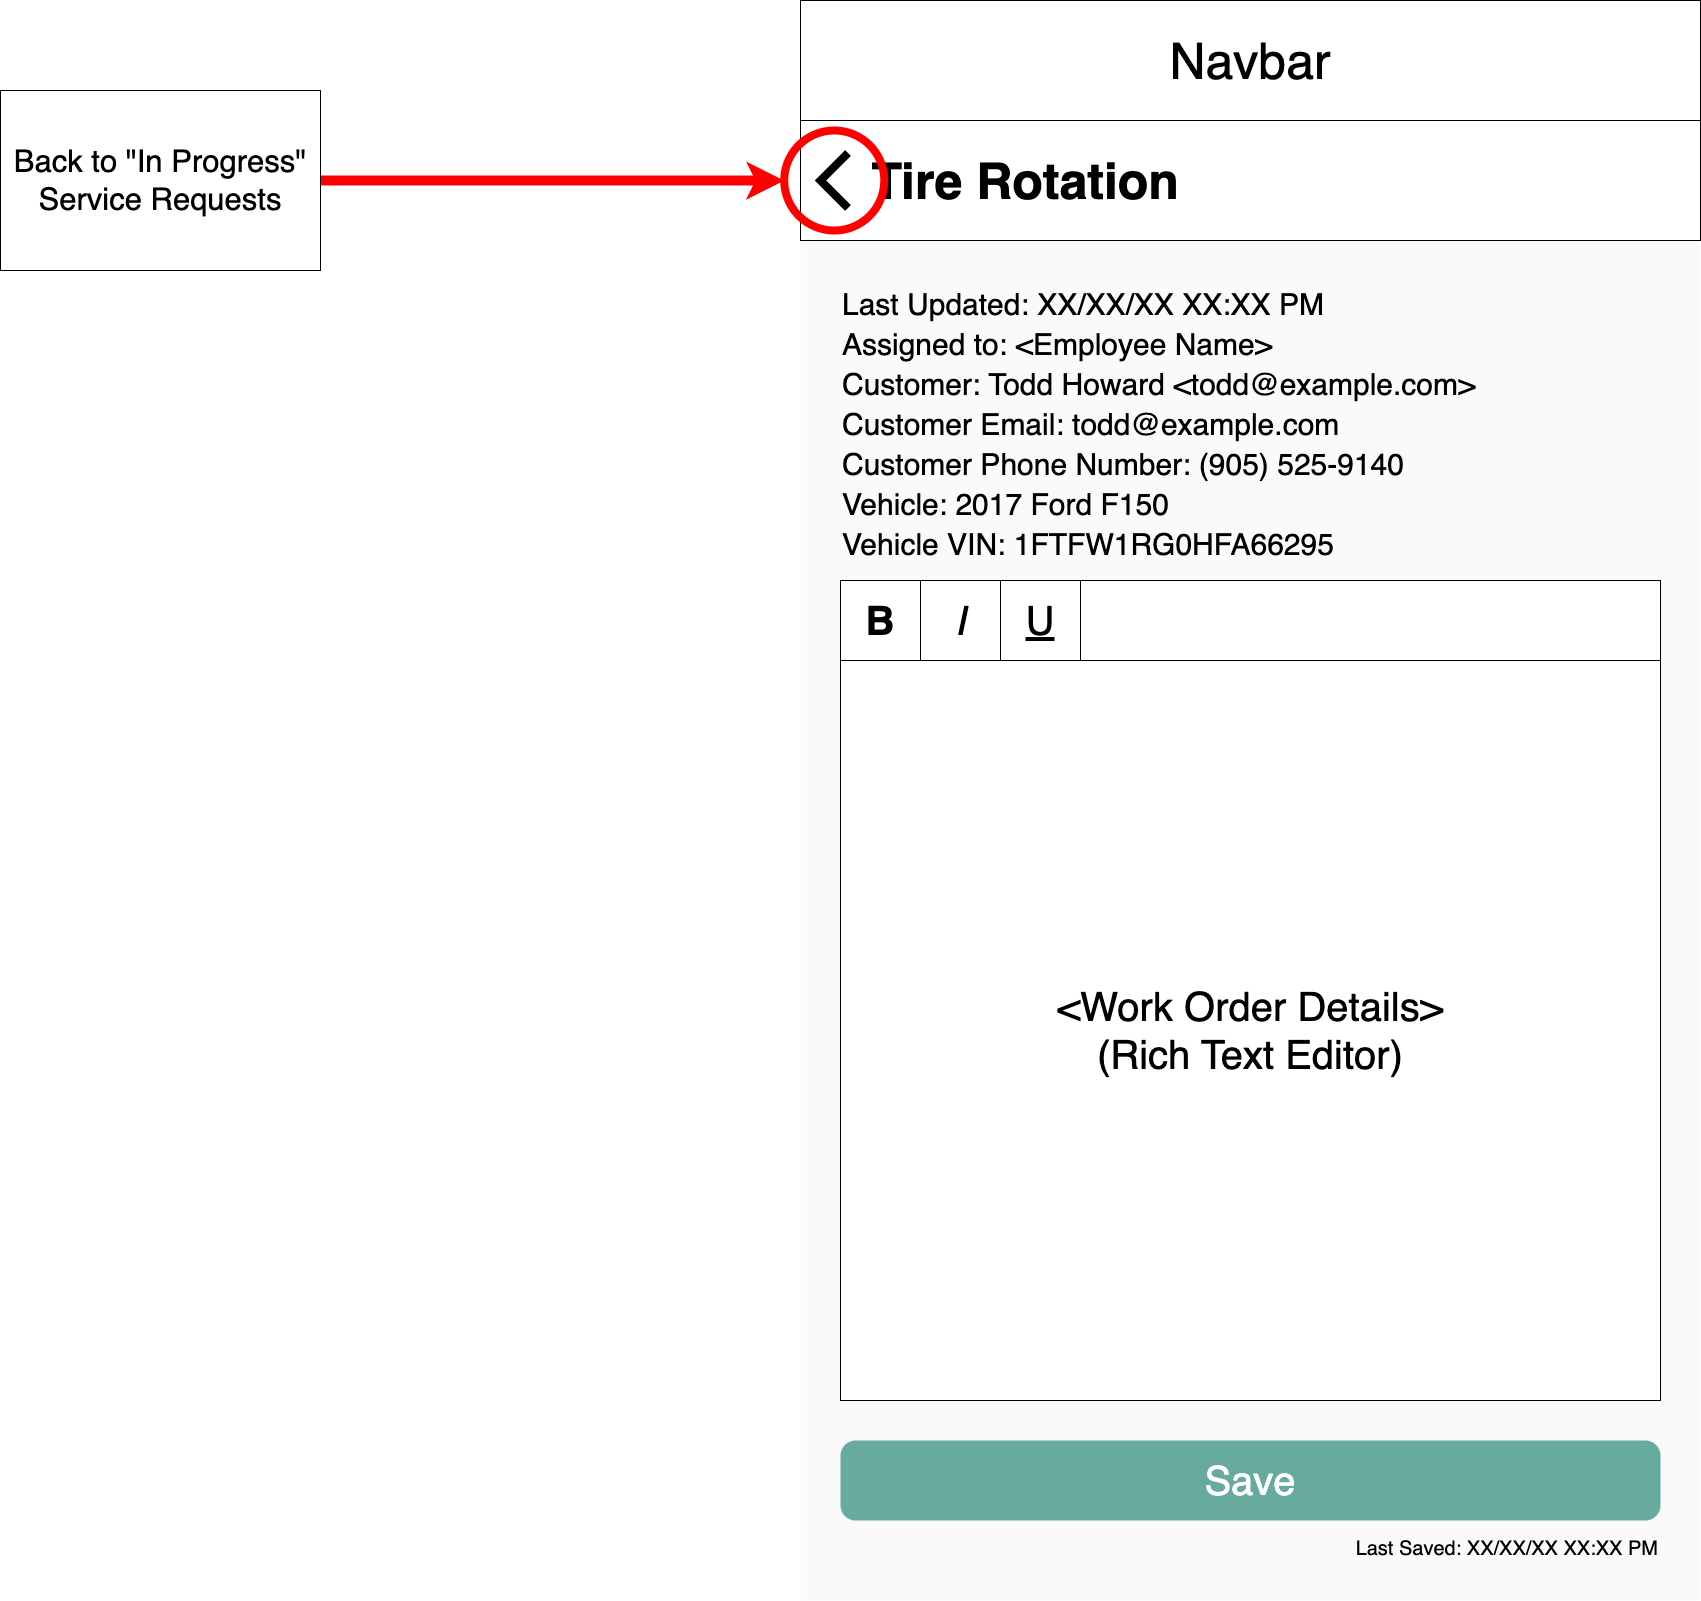 Navbar
Back to "In Progress"
Service Requests
Tire Rotation
Last Updated: XX/XX/XX XX:XX PM
Assigned to: <Employee Name>
Customer: Todd Howard <todd@example.com>
Customer Email: todd@example.com
Customer Phone Number: (905) 525-9140
Vehicle: 2017 Ford F150
Vehicle VIN: 1FTFW1RG0HFA66295
B I U
<Work Order Details>
(Rich Text Editor)
Save
Last Saved: XX/XX/XX XX:XX PM